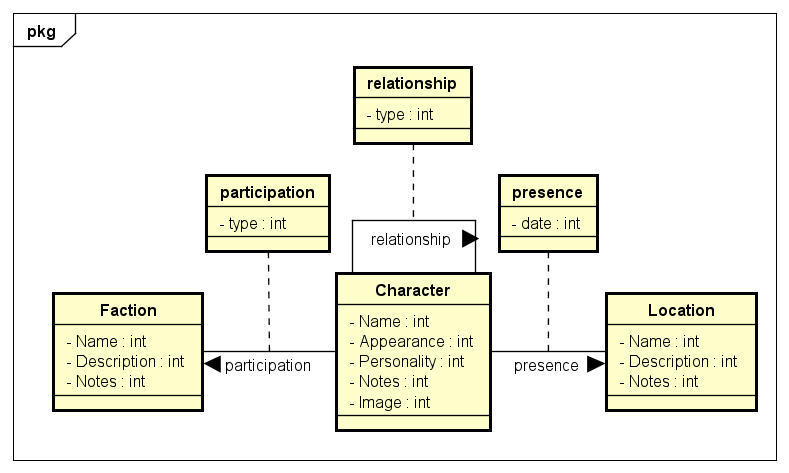 pkg
relationship
- type : int
participation
- type : int
presence
- date : int
relationship
Faction
- Name : int
- Description : int
- Notes : int
participation
Character
- Name : int
- Appearance : int
- Personality : int
- Notes : int
- Image : int
presence
Location
- Name : int
- Description : int
- Notes : int